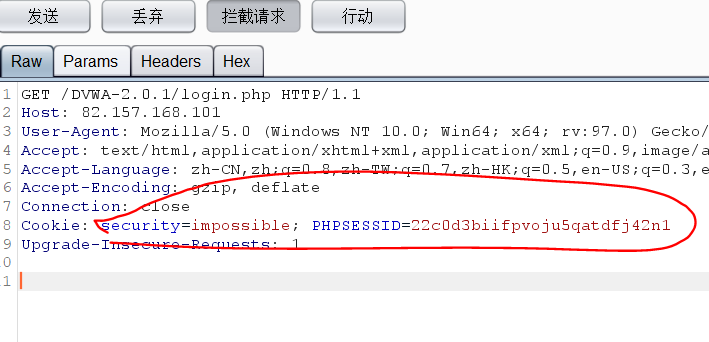 发送 丢弃 拦截请求 行动
Raw Params Headers Hex
1 GET /DVWA-2.0.1/login.php HTTP/1.1
2 Host: 82.157.168.101
3 User-Agent: Mozilla/5.0 (Windows NT 10.0; Win64; x64; rv:97.0) Gecko/
4 Accept: text/html,application/xhtml+xml,application/xml;q=0.9,image/a
5 Accept-Language: zh-CN,zh;q=0.8,zh-TW;q=0.7,zh-HK;q=0.5,en-US;q=0.3,e
6 Accept-Encoding: gzip, deflate
7 Connection: close
8 Cookie: security=impossible; PHPSESSID=22c0d3biifpvoju5qatdfj42n1
9 Upgrade-Insecure-Requests: 1
10
11